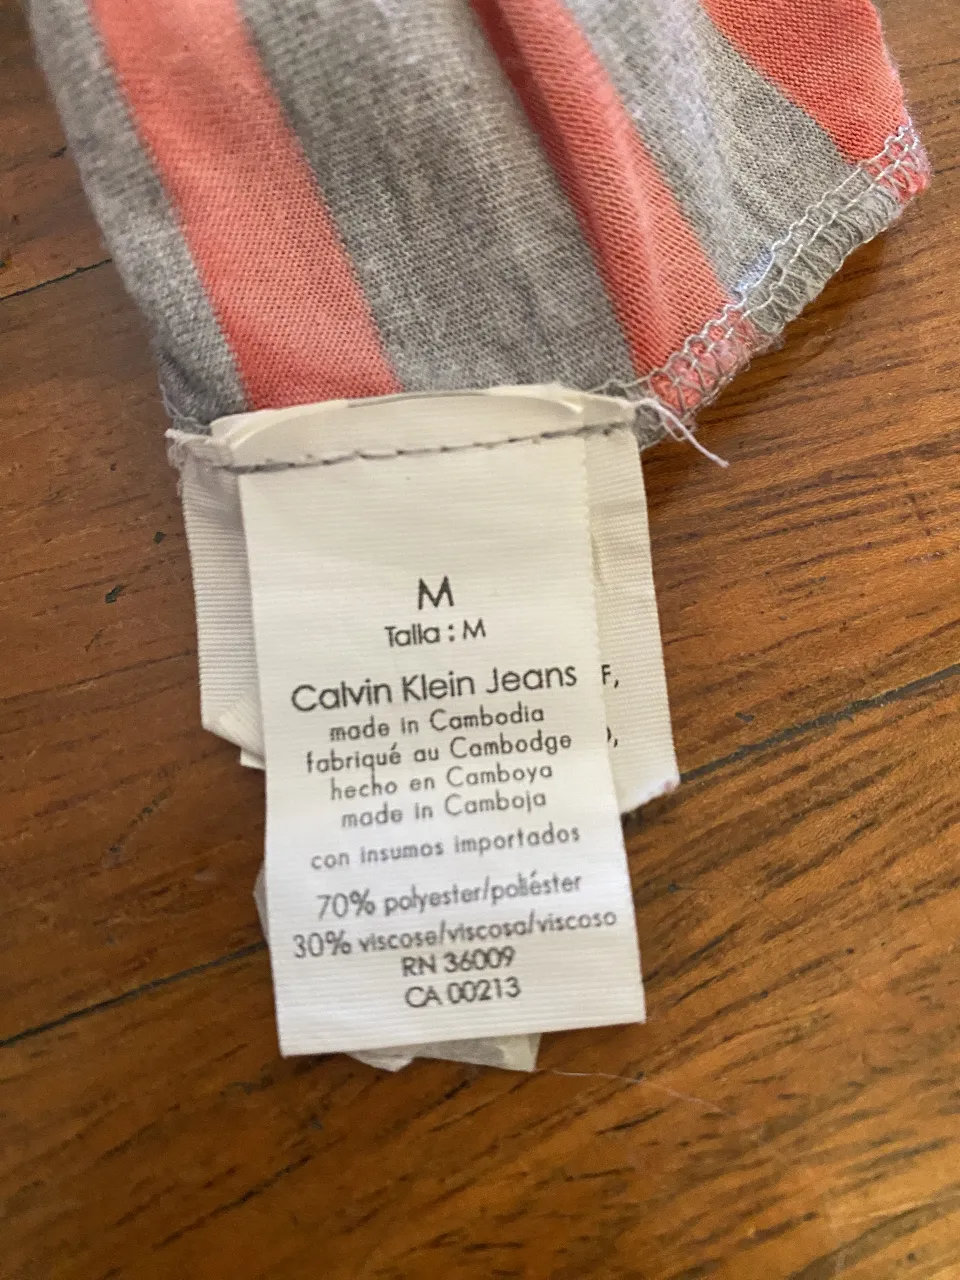 M
Talla : M
Calvin Klein Jeans
made in Cambodia
fabriqué au Cambodge
hecho en Camboya
made in Camboja
con insumos importados
70% polyester/poliéster
30% viscose/viscosa/viscoso
RN 36009
CA 00213
F,